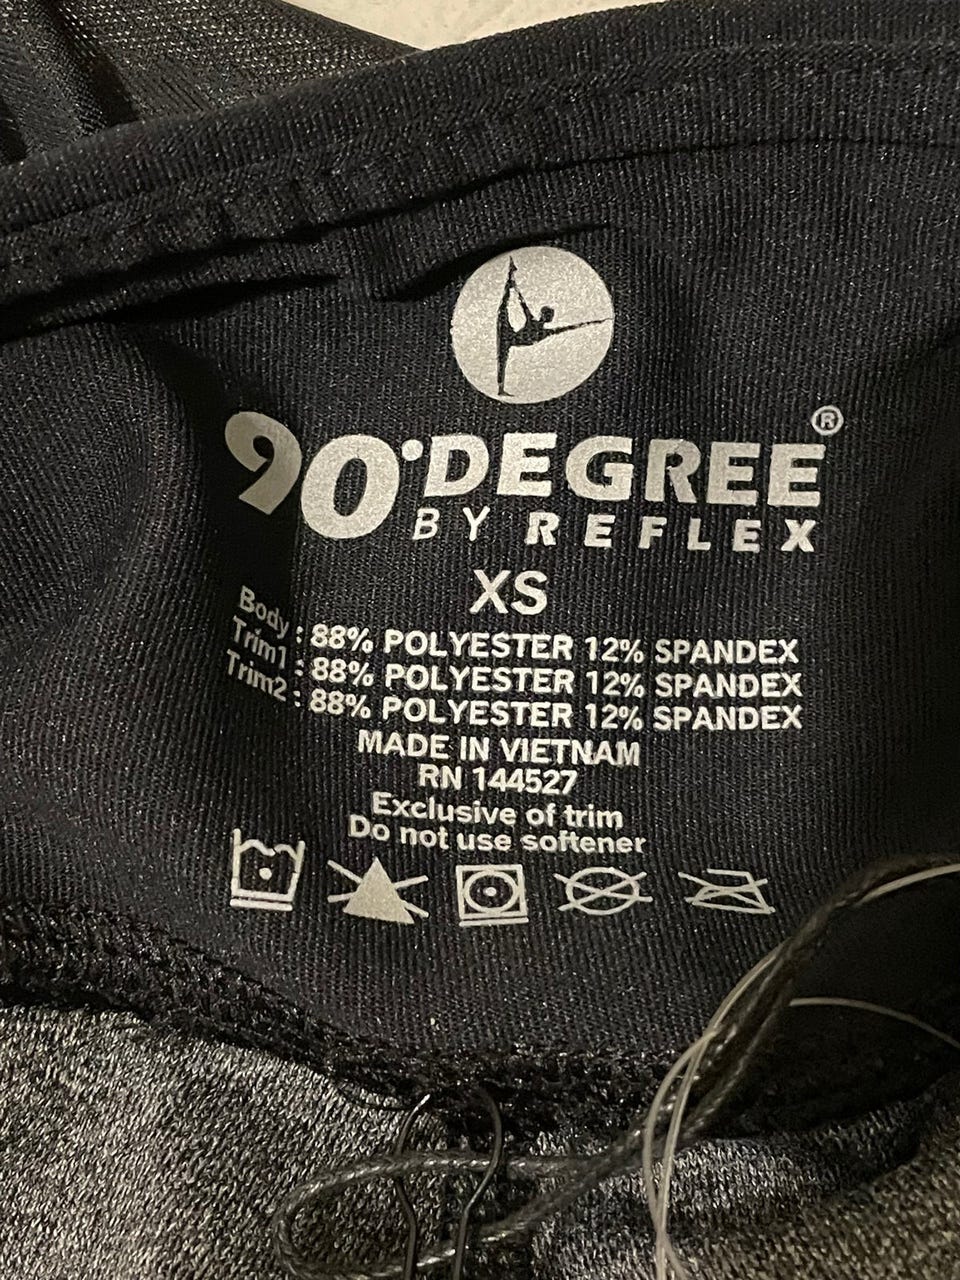 90°DEGREE®
BY REFLEX
XS
Body : 88% POLYESTER 12% SPANDEX
Trim1 : 88% POLYESTER 12% SPANDEX
Trim2 : 88% POLYESTER 12% SPANDEX
MADE IN VIETNAM
RN 144527
Exclusive of trim
Do not use softener